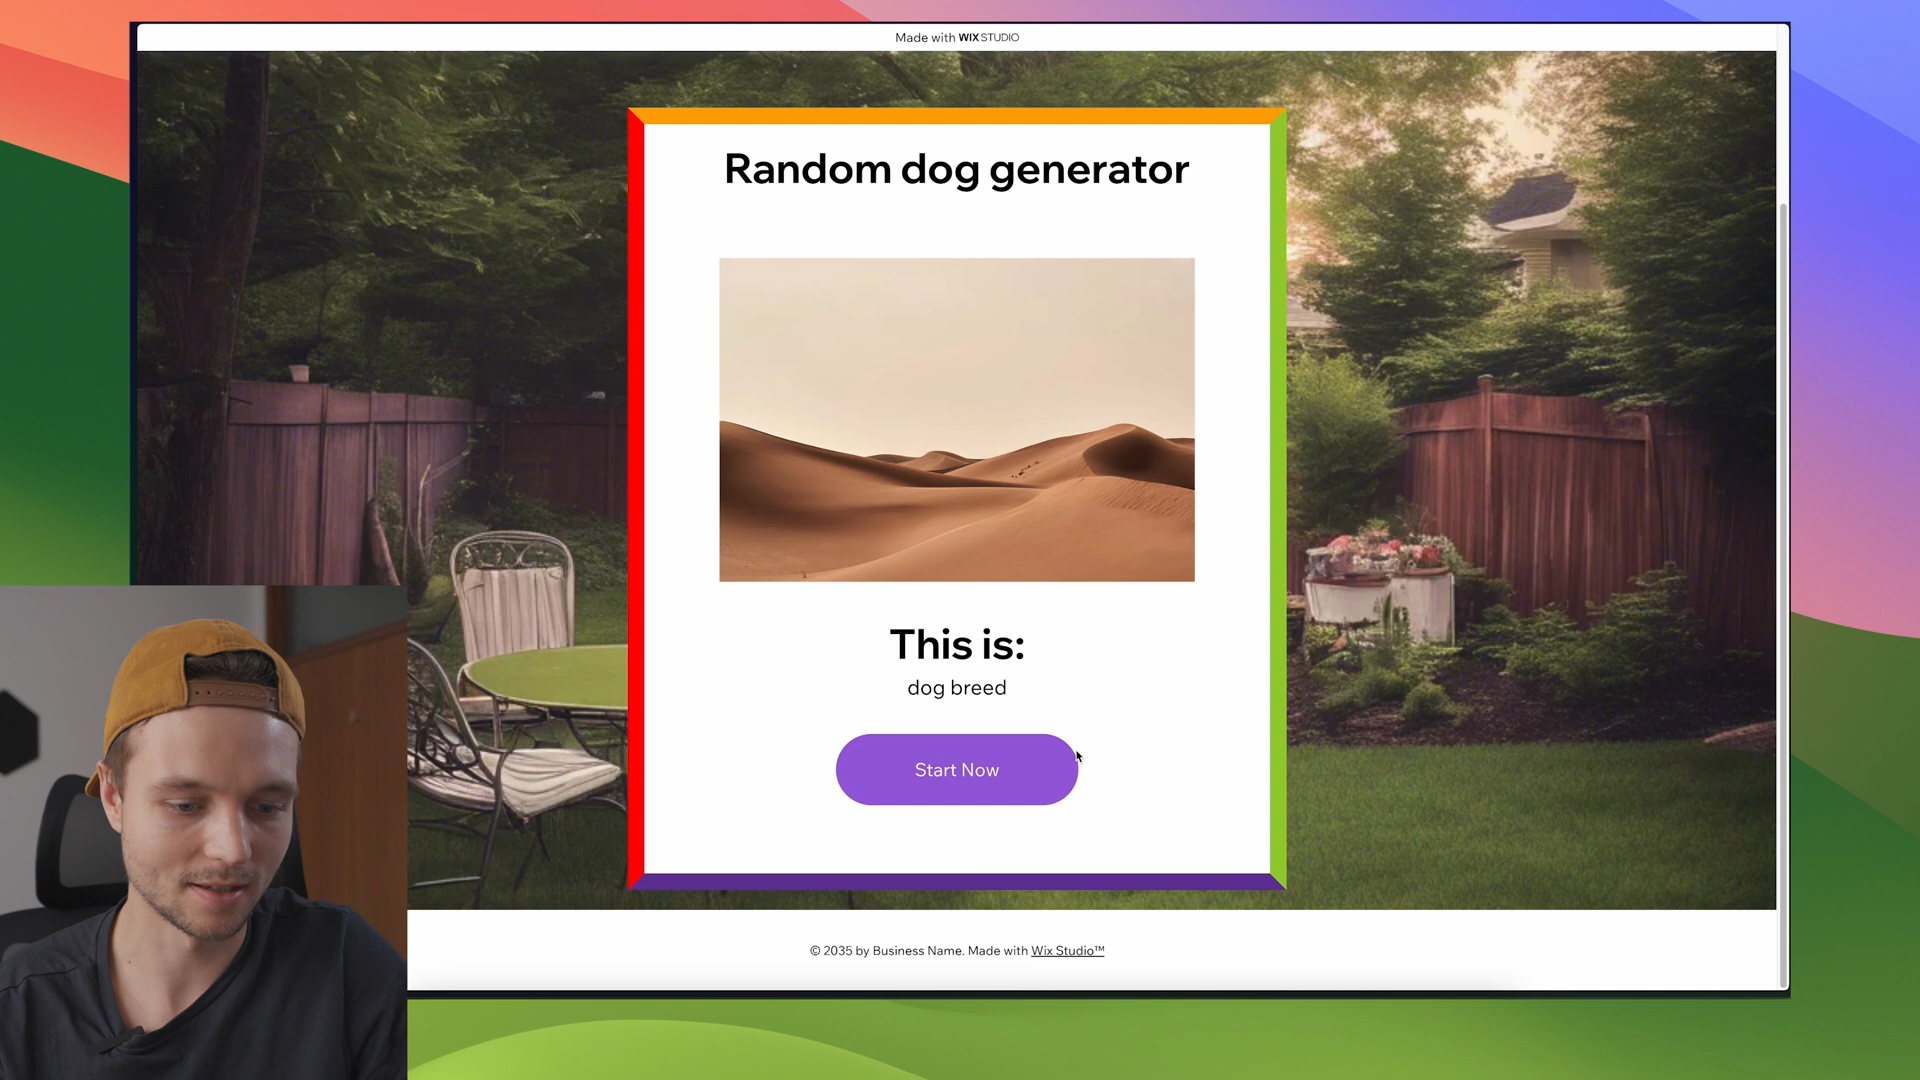 Made with WIX STUDIO
Random dog generator
This is:
dog breed
Start Now
© 2035 by Business Name. Made with Wix Studio™